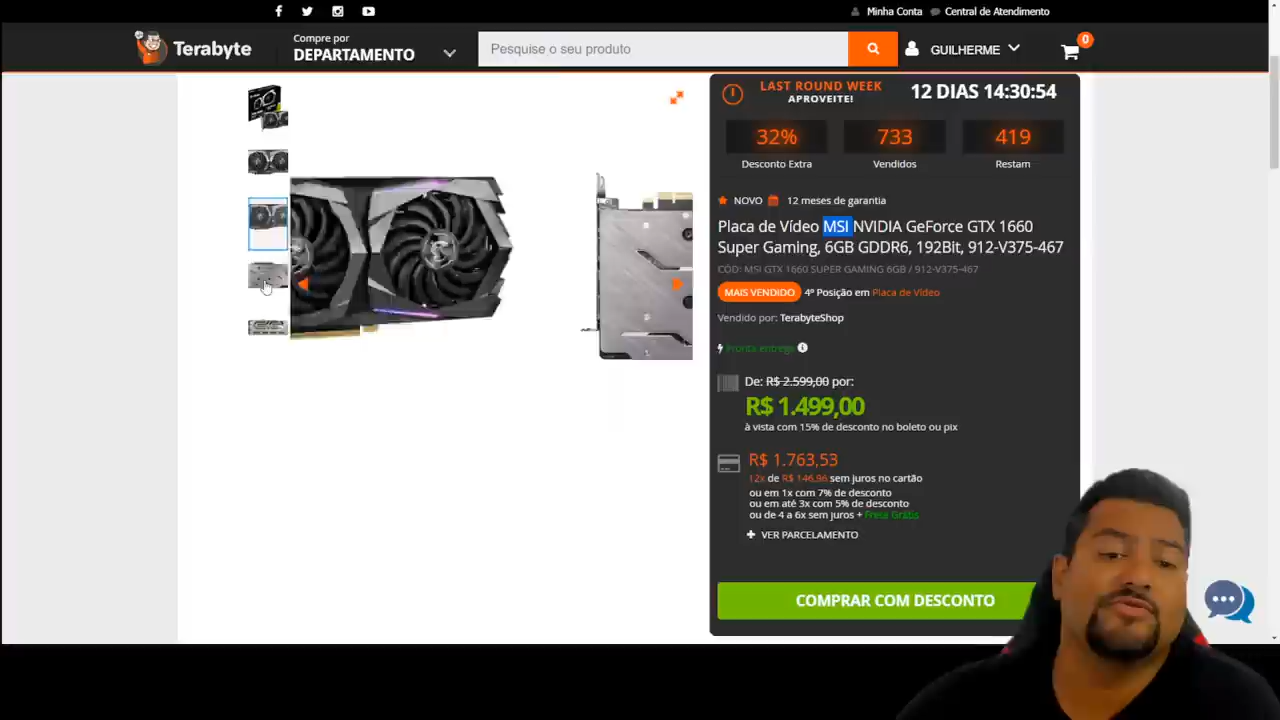 Minha Conta
Central de Atendimento
Terabyte
Compre por
DEPARTAMENTO
Pesquise o seu produto
GUILHERME
0
LAST ROUND WEEK
APROVEITE!
12 DIAS 14:30:54
32%
733
419
Desconto Extra
Vendidos
Restam
NOVO
12 meses de garantia
Placa de Vídeo MSI NVIDIA GeForce GTX 1660
Super Gaming, 6GB GDDR6, 192Bit, 912-V375-467
CÓD: MSI GTX 1660 SUPER GAMING 6GB / 912-V375-467
MAIS VENDIDO
4ª Posição em Placa de Vídeo
Vendido por: TerabyteShop
Pronta entrega
De: R$ 2.599,00 por:
R$ 1.499,00
à vista com 15% de desconto no boleto ou pix
R$ 1.763,53
12x de R$ 146,96 sem juros no cartão
ou em 1x com 7% de desconto
ou em até 3x com 5% de desconto
ou de 4 a 6x sem juros + Frete Grátis
VER PARCELAMENTO
COMPRAR COM DESCONTO